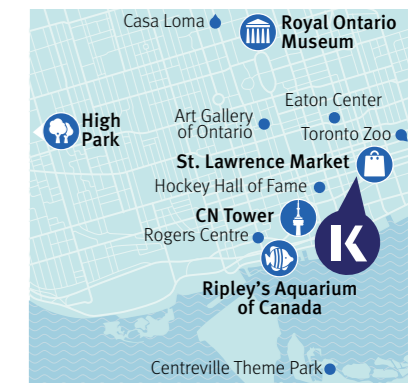 Casa Loma
Royal Ontario
Museum
High
Park
Art Gallery
of Ontario
Eaton Center
Toronto Zoo
St. Lawrence Market
Hockey Hall of Fame
CN Tower
Rogers Centre
K
Ripley's Aquarium
of Canada
Centreville Theme Park